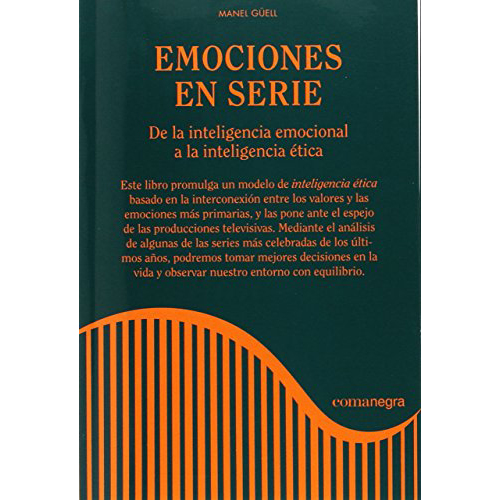 MANEL GÜELL
EMOCIONES
EN SERIE
De la inteligencia emocional
a la inteligencia ética
Este libro promulga un modelo de inteligencia ética
basado en la interconexión entre los valores y las
emociones más primarias, y las pone ante el espejo
de las producciones televisivas. Mediante el análisis
de algunas de las series más celebradas de los últi-
mos años, podremos tomar mejores decisiones en la
vida y observar nuestro entorno con equilibrio.
comanegra